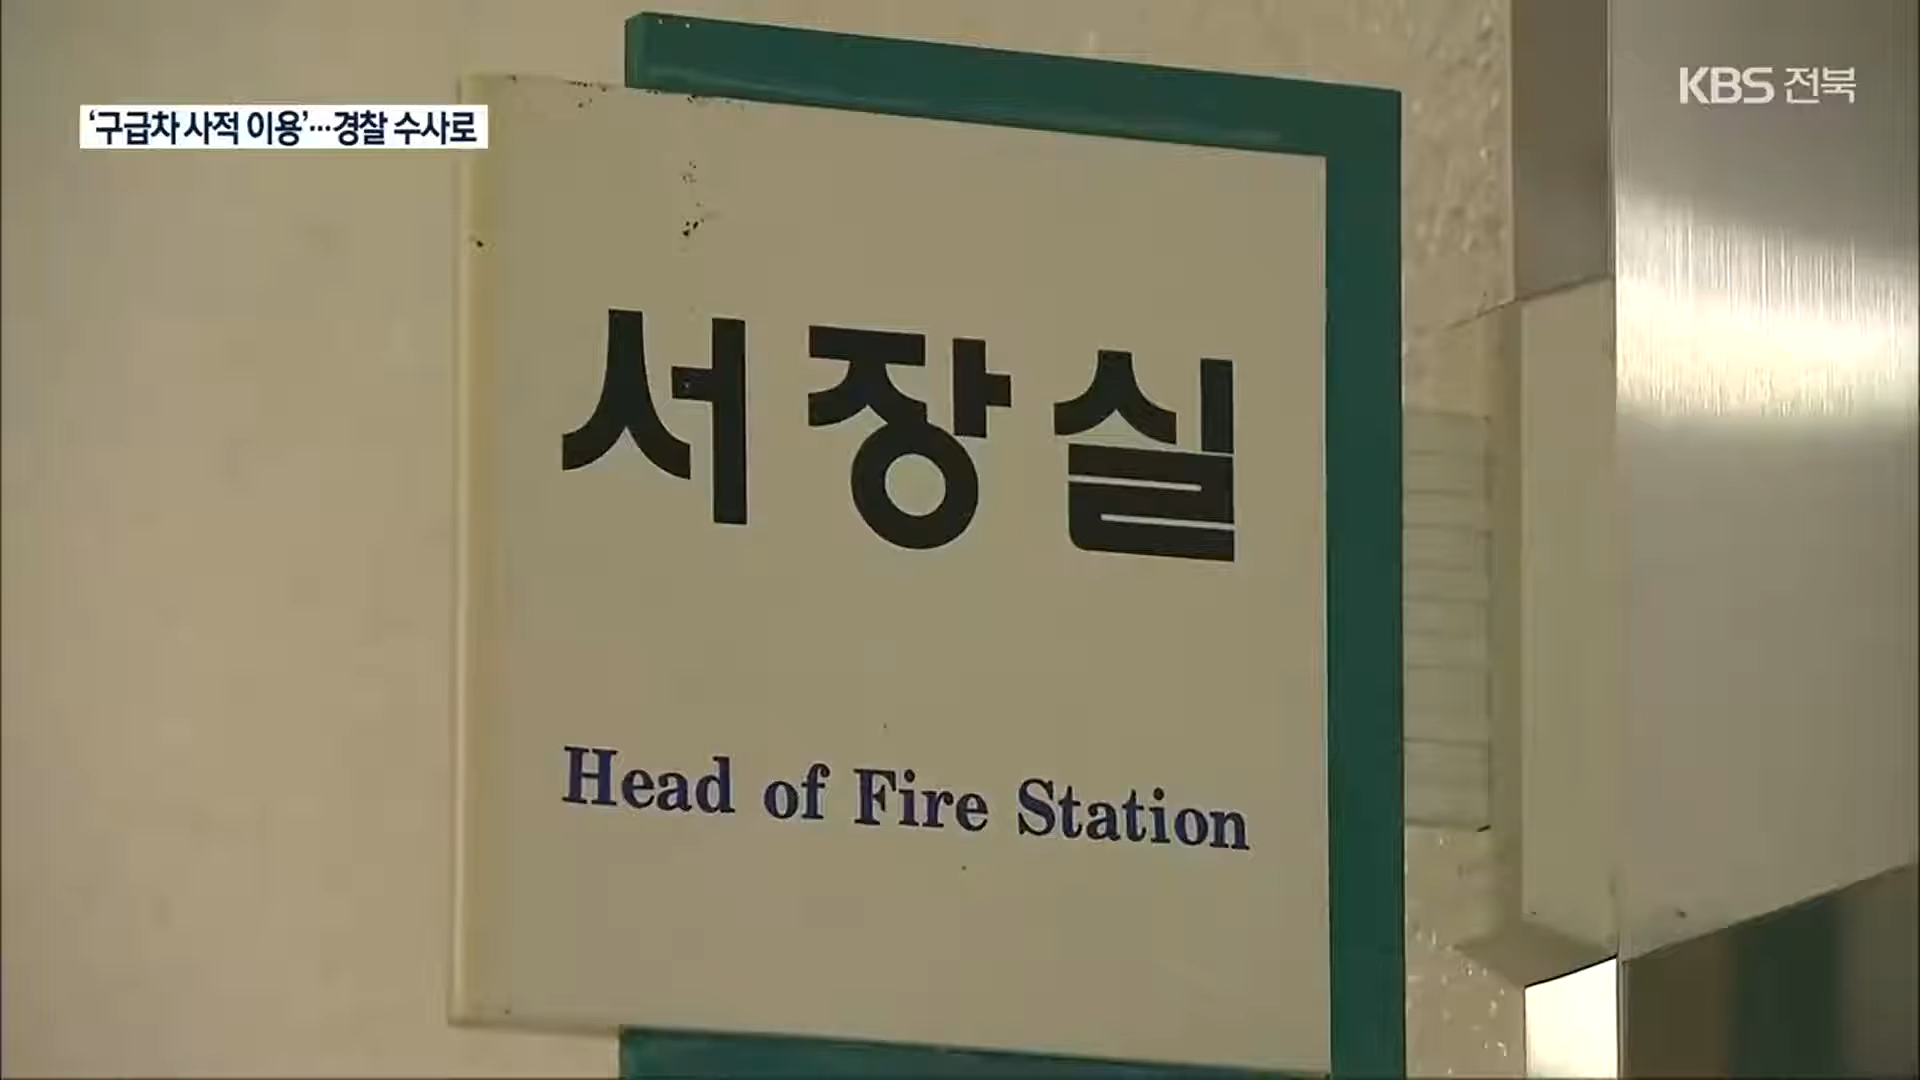 KBS 전북
‘구급차 사적 이용’…경찰 수사로
서장실
Head of Fire Station